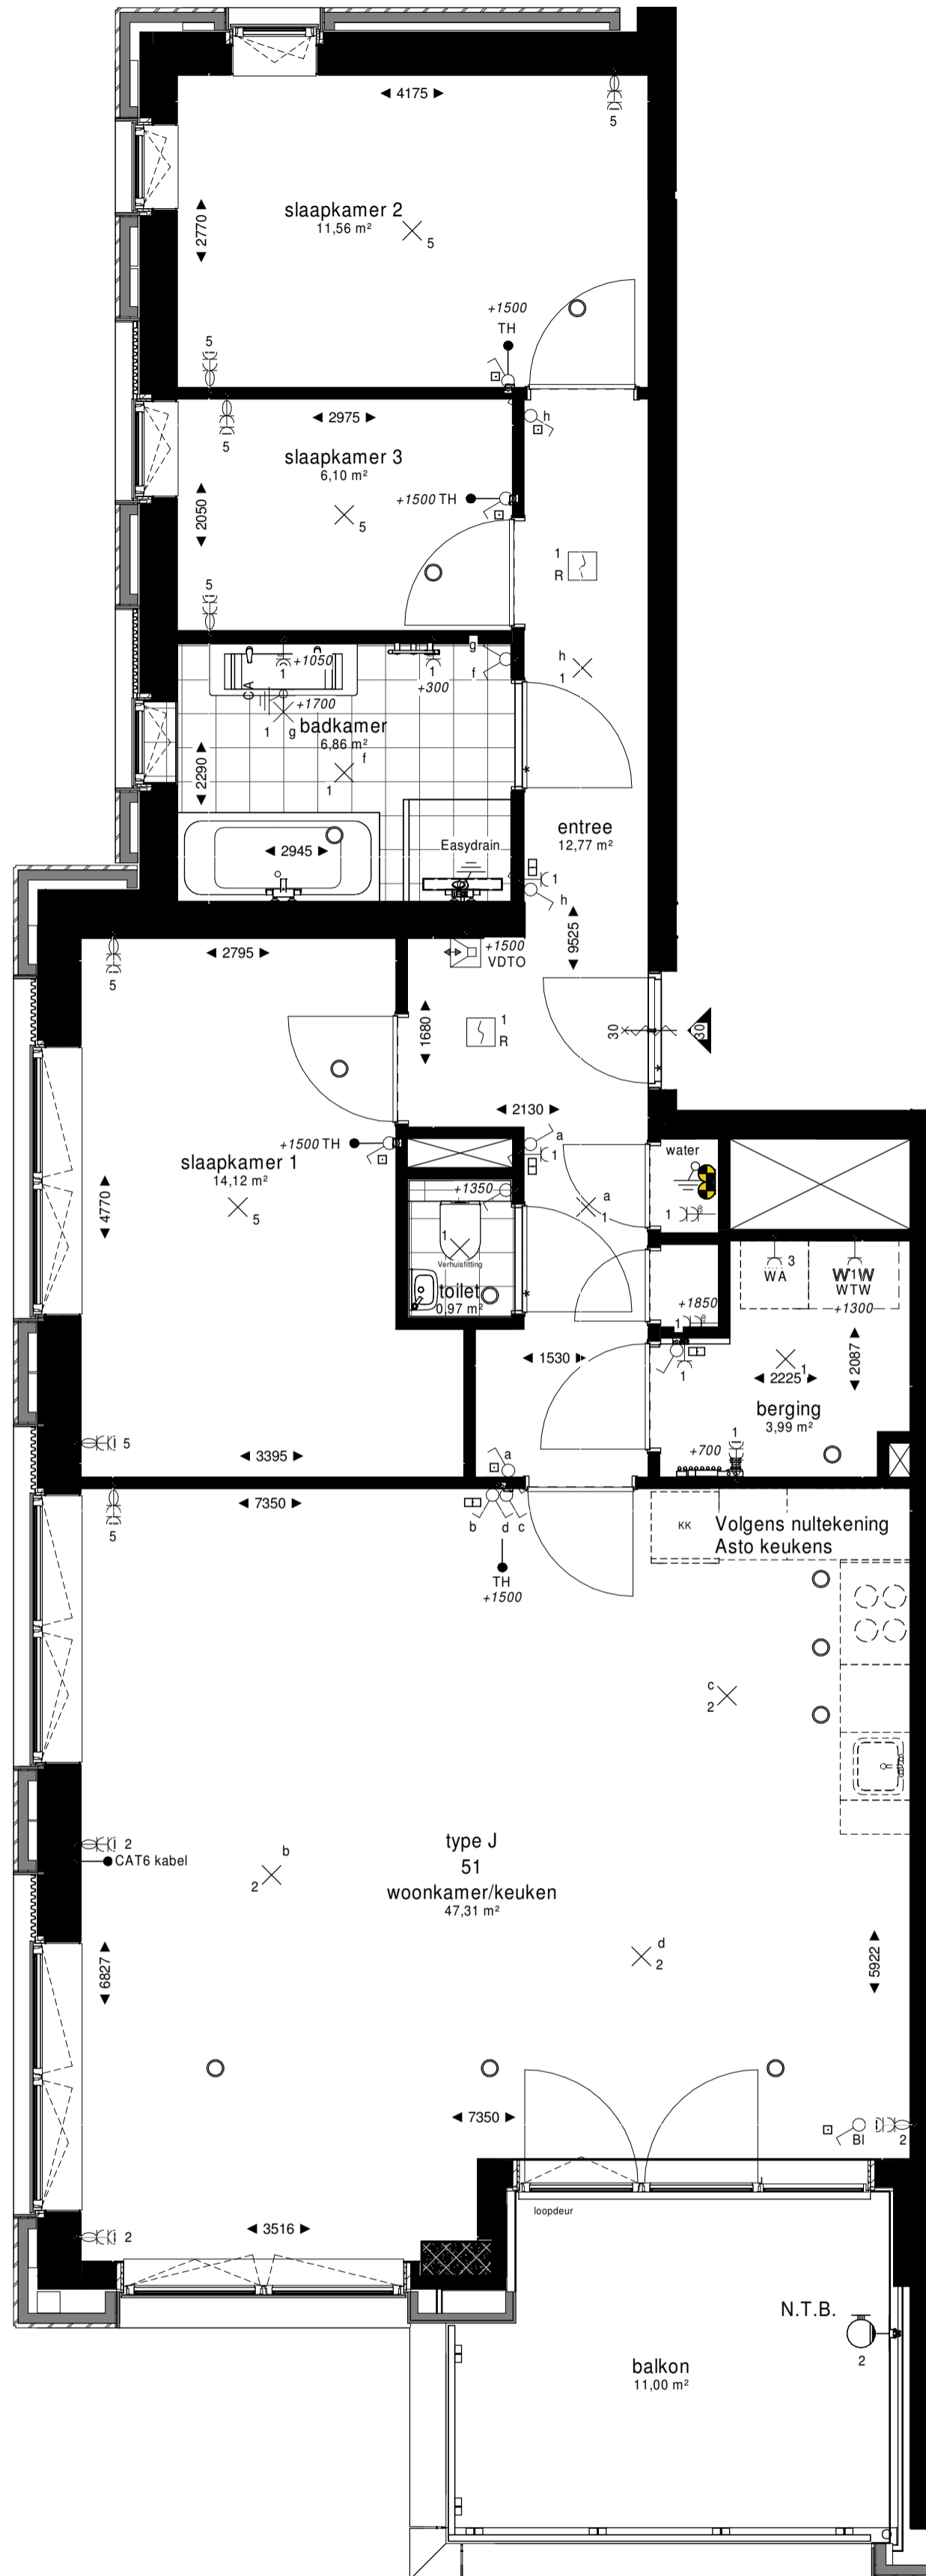 4175
5
slaapkamer 2
11,56 m²
5
2770
+1500
TH
5
2975
h
5
slaapkamer 3
6,10 m²
+1500 TH
5
2050
1
R
5
g
+1050
1
f
1
+300
h
1
CA
+1700
badkamer
1 g
6,86 m²
f
1
2290
entree
12,77 m²
Easydrain
2945
1
h
9525
2795
+1500
VDTO
5
1
R
1680
30
30
2130
a
1
water
+1500 TH
slaapkamer 1
14,12 m²
5
4770
+1350
a
1
1
1
Verhuisfitting
toilet
0,97 m²
3
WA
1
WTW
+1300
+1850
1
1530
1
1
2225
2087
berging
3,99 m²
5
3395
a
+700
1
7350
5
b d c
KK
Volgens nultekening
Asto keukens
TH
+1500
c
2
type J
51
woonkamer/keuken
47,31 m²
2
CAT6 kabel
b
2
d
2
6827
5922
7350
BI
2
loopdeur
3516
2
N.T.B.
2
balkon
11,00 m²